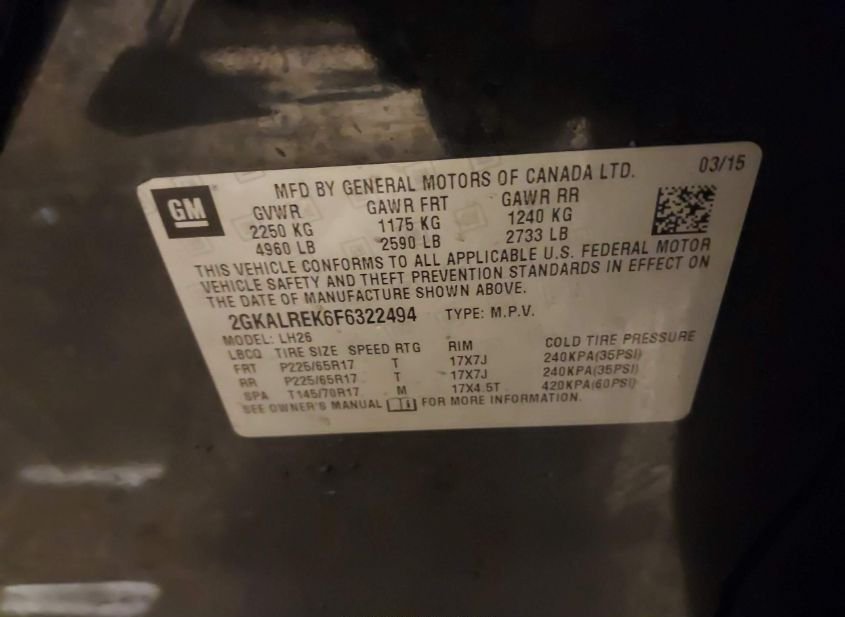 GM
MFD BY GENERAL MOTORS OF CANADA LTD. 03/15
GVWR GAWR FRT GAWR RR
2250 KG 1175 KG 1240 KG
4960 LB 2590 LB 2733 LB
THIS VEHICLE CONFORMS TO ALL APPLICABLE U.S. FEDERAL MOTOR
VEHICLE SAFETY AND THEFT PREVENTION STANDARDS IN EFFECT ON
THE DATE OF MANUFACTURE SHOWN ABOVE.
2GKALREK6F6322494 TYPE: M.P.V.
MODEL: LH26
LBCQ TIRE SIZE SPEED RTG RIM COLD TIRE PRESSURE
FRT P225/65R17 T 17X7J 240KPA(35PSI)
RR P225/65R17 T 17X7J 240KPA(35PSI)
SPA T145/70R17 M 17X4.5T 420KPA(60PSI)
SEE OWNER'S MANUAL FOR MORE INFORMATION.